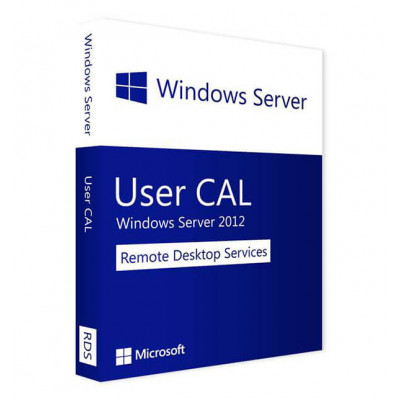 Windows Server
User CAL
RDS
Windows Server
User CAL
Windows Server 2012
Remote Desktop Services
Microsoft